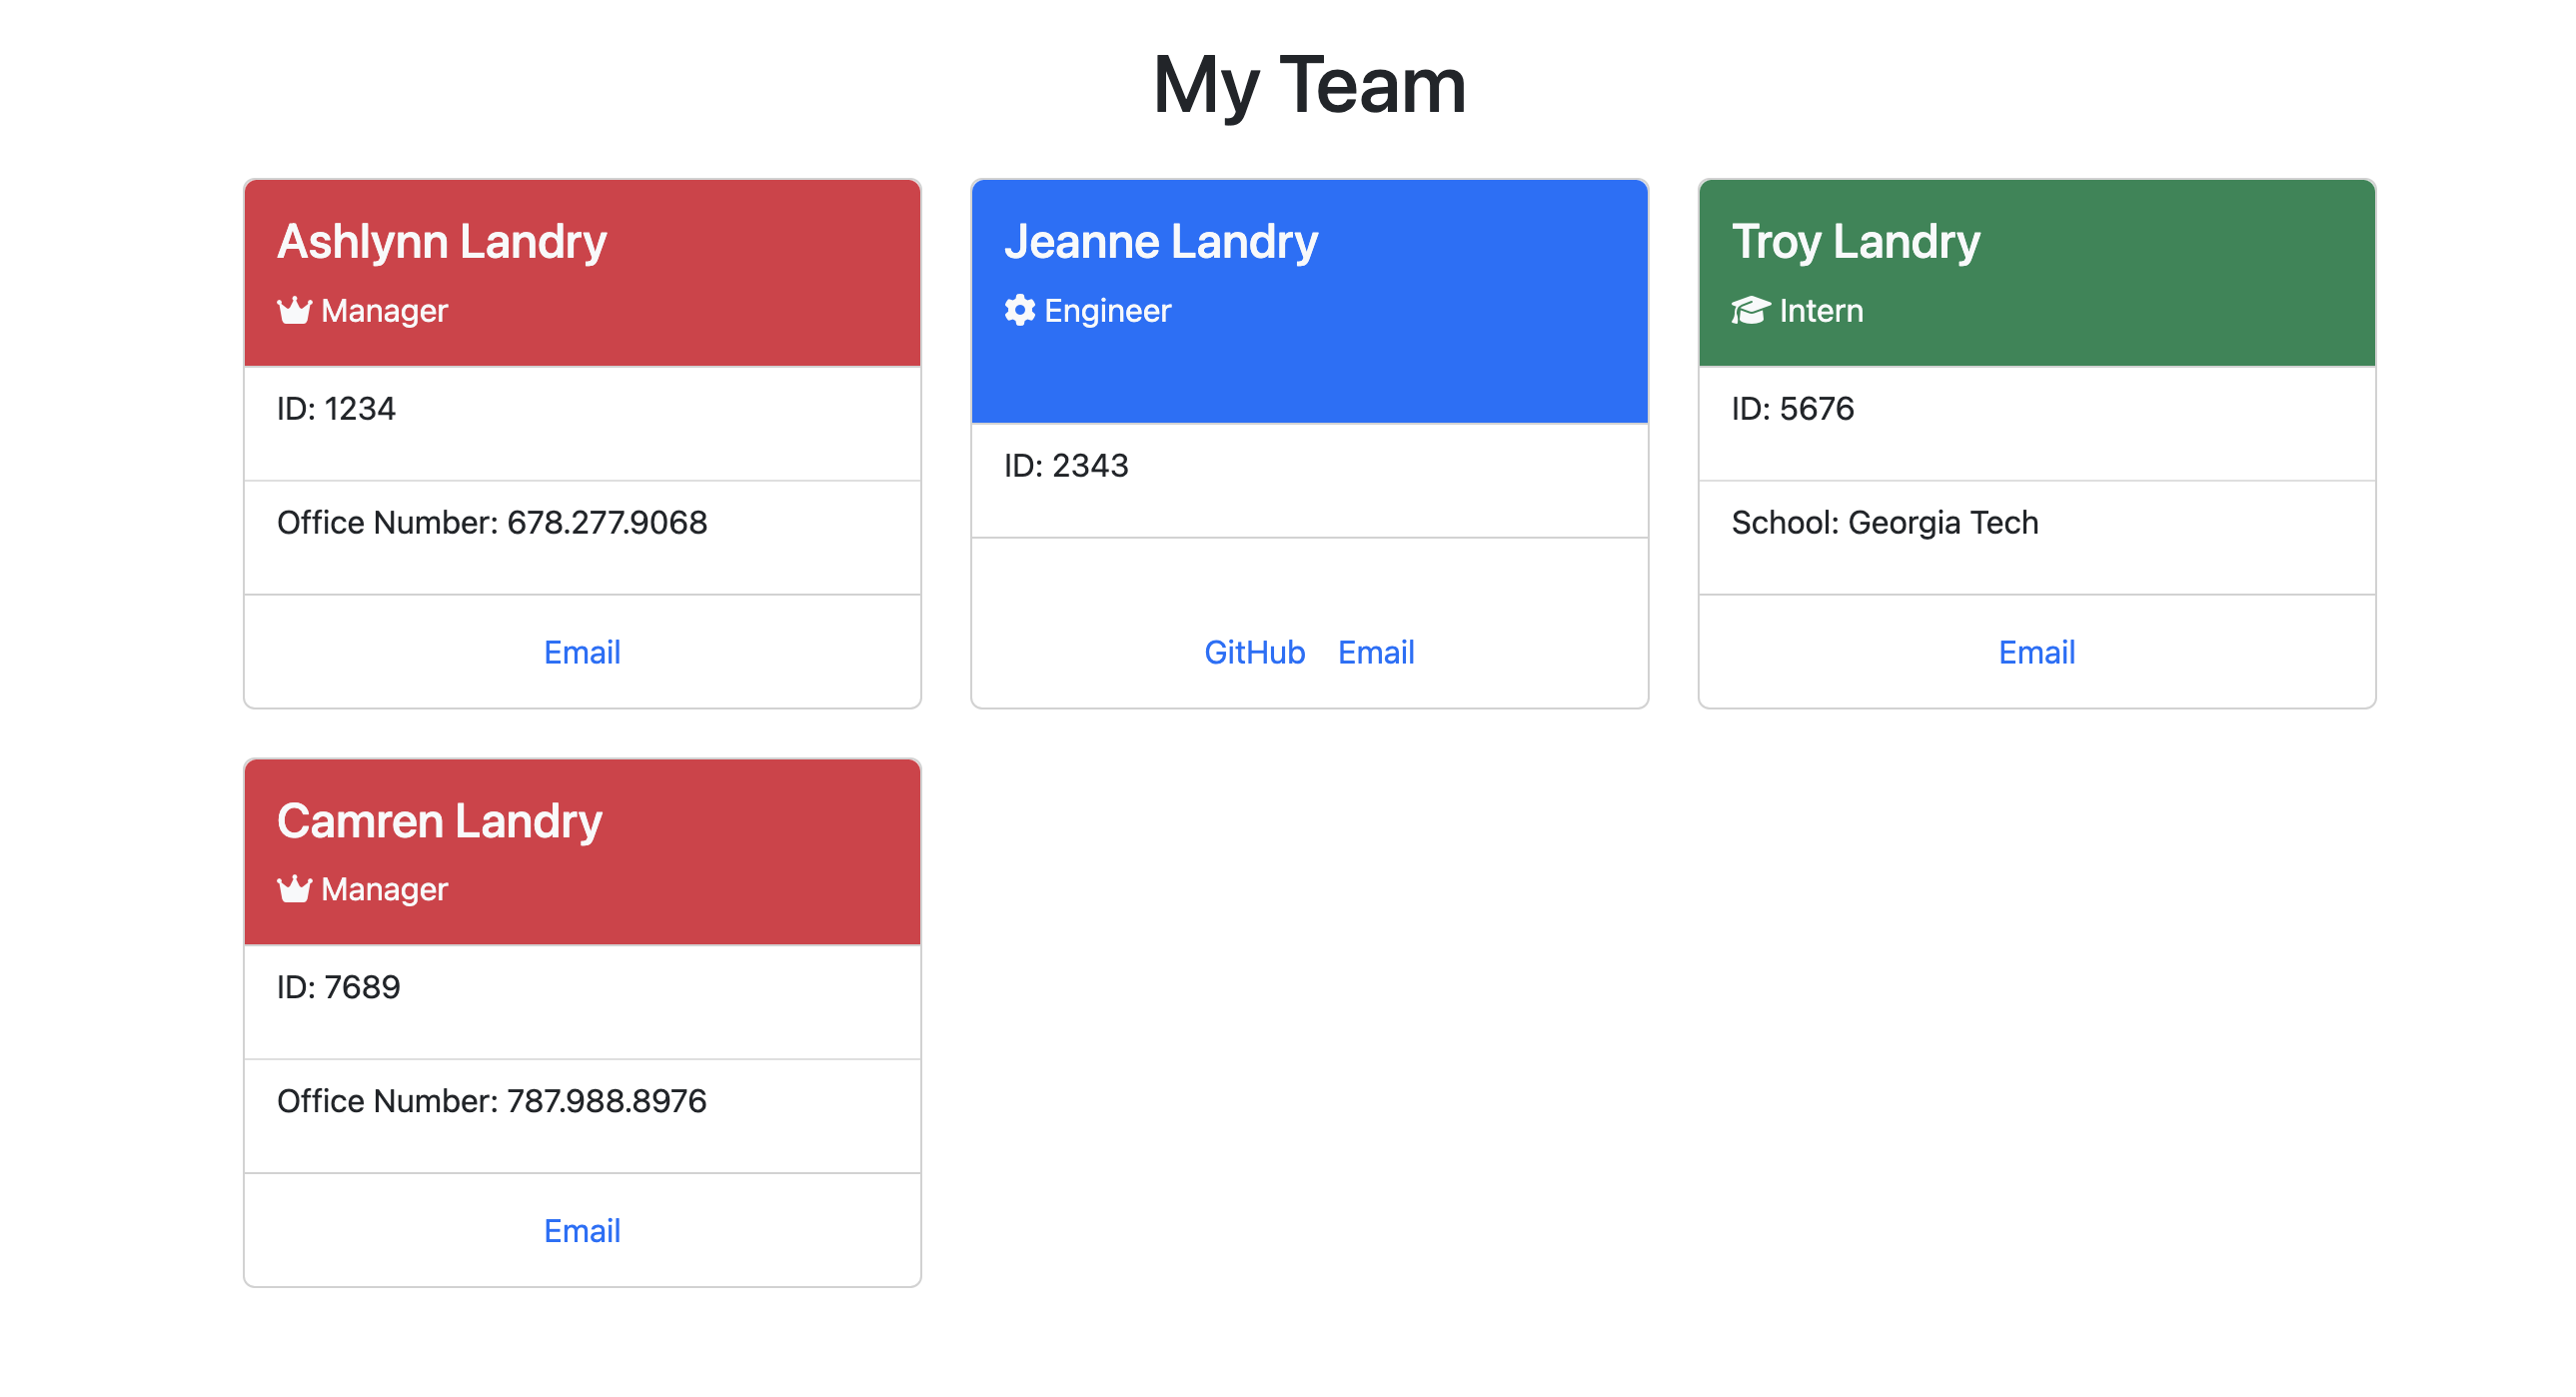 My Team
Ashlynn Landry
Manager
ID: 1234
Office Number: 678.277.9068
Email
Jeanne Landry
Engineer
ID: 2343
GitHub Email
Troy Landry
Intern
ID: 5676
School: Georgia Tech
Email
Camren Landry
Manager
ID: 7689
Office Number: 787.988.8976
Email